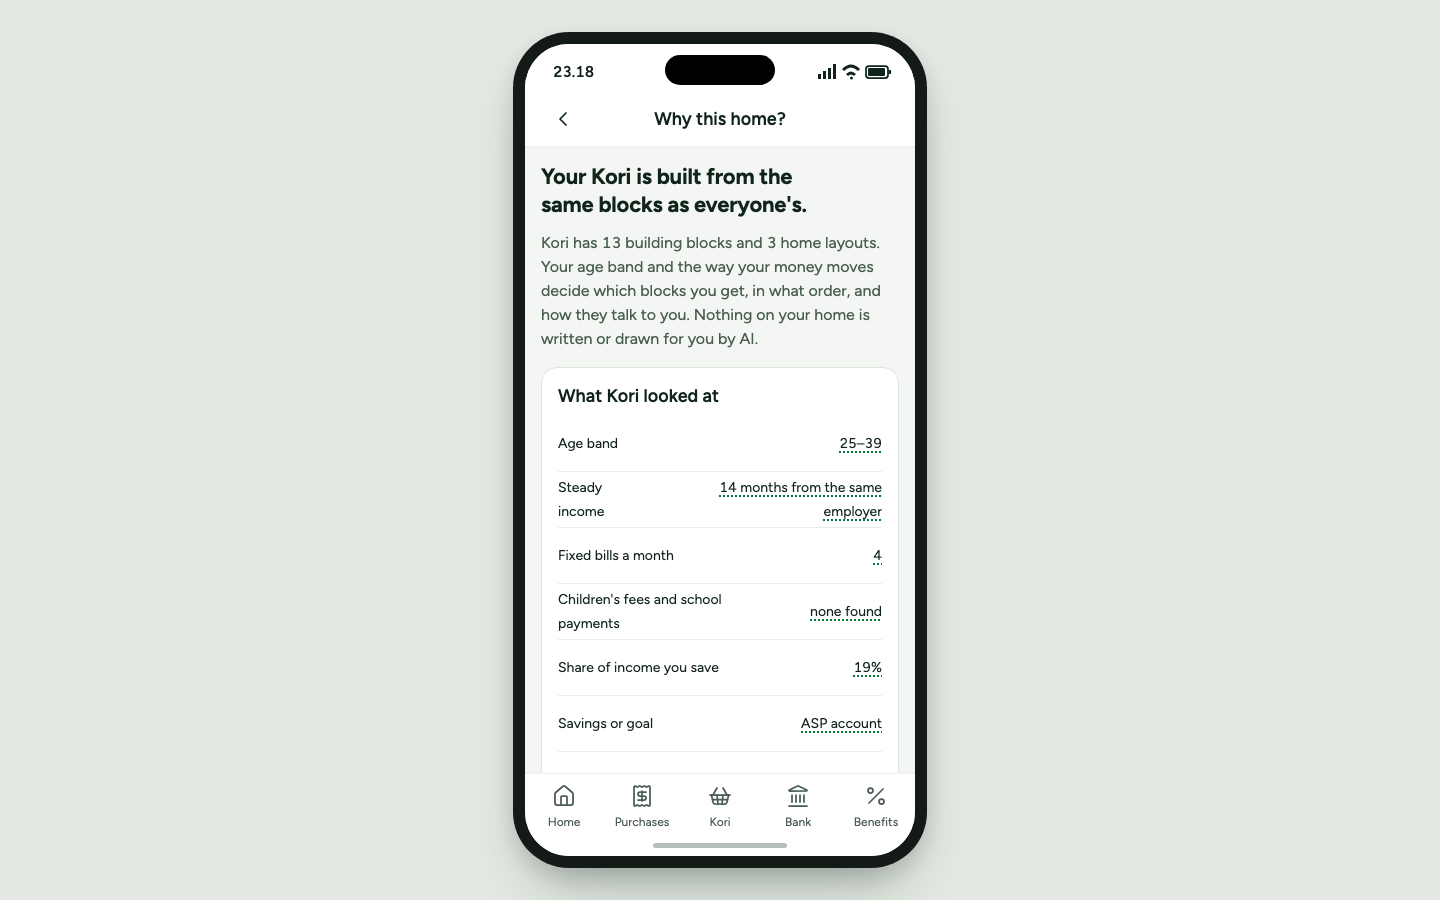 23.18
Why this home?
Your Kori is built from the
same blocks as everyone's.
Kori has 13 building blocks and 3 home layouts.
Your age band and the way your money moves
decide which blocks you get, in what order, and
how they talk to you. Nothing on your home is
written or drawn for you by AI.
What Kori looked at
Age band 25–39
Steady income 14 months from the same employer
Fixed bills a month 4
Children's fees and school payments none found
Share of income you save 19%
Savings or goal ASP account
Home Purchases Kori Bank Benefits